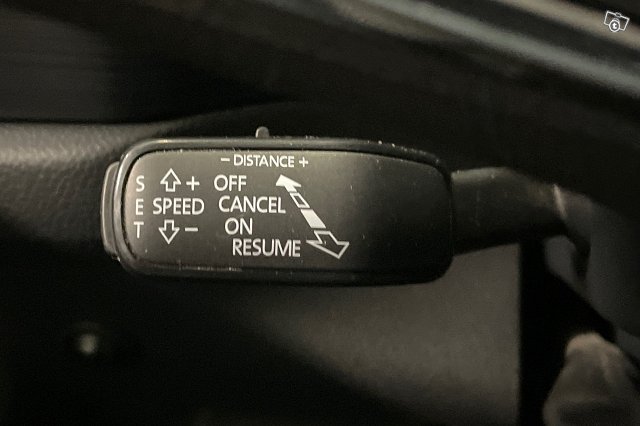 - DISTANCE +
S + OFF
E SPEED CANCEL
T - ON
RESUME